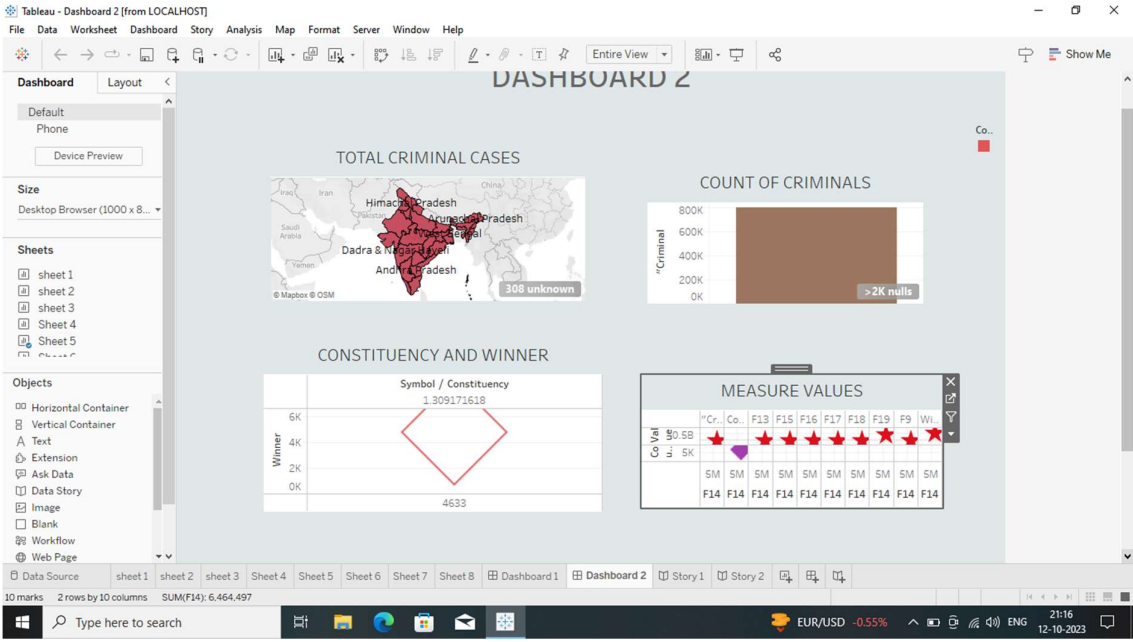 Tableau - Dashboard 2 [from LOCALHOST]
File Data Worksheet Dashboard Story Analysis Map Format Server Window Help
Entire View
Show Me
Dashboard Layout
Default
Phone
Device Preview
Size
Desktop Browser (1000 x 8...
Sheets
sheet 1
sheet 2
sheet 3
Sheet 4
Sheet 5
Objects
Horizontal Container
Vertical Container
Text
Extension
Ask Data
Data Story
Image
Blank
Workflow
Web Page
DASHBOARD 2
Co..
TOTAL CRIMINAL CASES
Iraq Iran China
Himachal Pradesh
Pakistan
Arunachal Pradesh
Saudi
Arabia
West Bengal
Dadra & Nagar Haveli
Yemen
Andhra Pradesh
308 unknown
© Mapbox © OSM
COUNT OF CRIMINALS
800K
600K
400K
200K
0K
"Criminal
>2K nulls
CONSTITUENCY AND WINNER
Symbol / Constituency
1.309171618
6K
4K
2K
0K
Winner
4633
MEASURE VALUES
"Cr.. Co.. F13 F15 F16 F17 F18 F19 F9 Wi..
0.5B
5K
5M 5M 5M 5M 5M 5M 5M 5M 5M 5M
F14 F14 F14 F14 F14 F14 F14 F14 F14 F14
Data Source sheet 1 sheet 2 sheet 3 Sheet 4 Sheet 5 Sheet 6 Sheet 7 Sheet 8 Dashboard 1 Dashboard 2 Story 1 Story 2
10 marks 2 rows by 10 columns SUM(F14): 6,464,497
Type here to search
EUR/USD -0.55%
ENG
21:16
12-10-2023